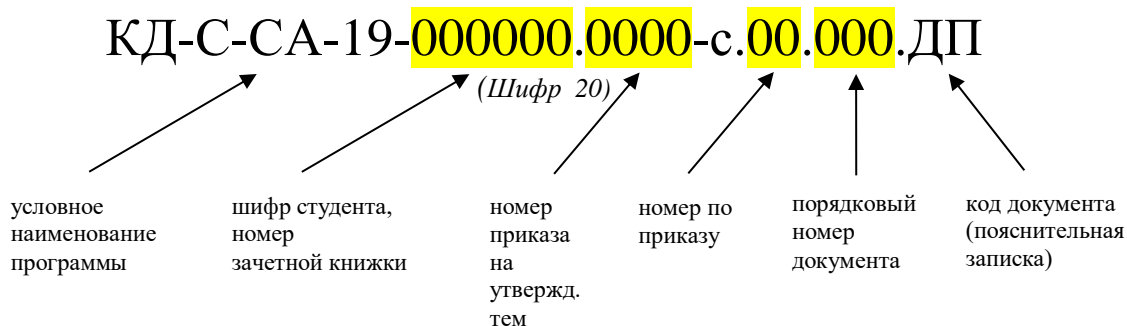 КД-С-СА-19-000000.0000-с.00.000.ДП
(Шифр 20)
условное
наименование
программы
шифр студента,
номер
зачетной книжки
номер
приказа
на
утвержд.
тем
номер по
приказу
порядковый
номер
документа
код документа
(пояснительная
записка)